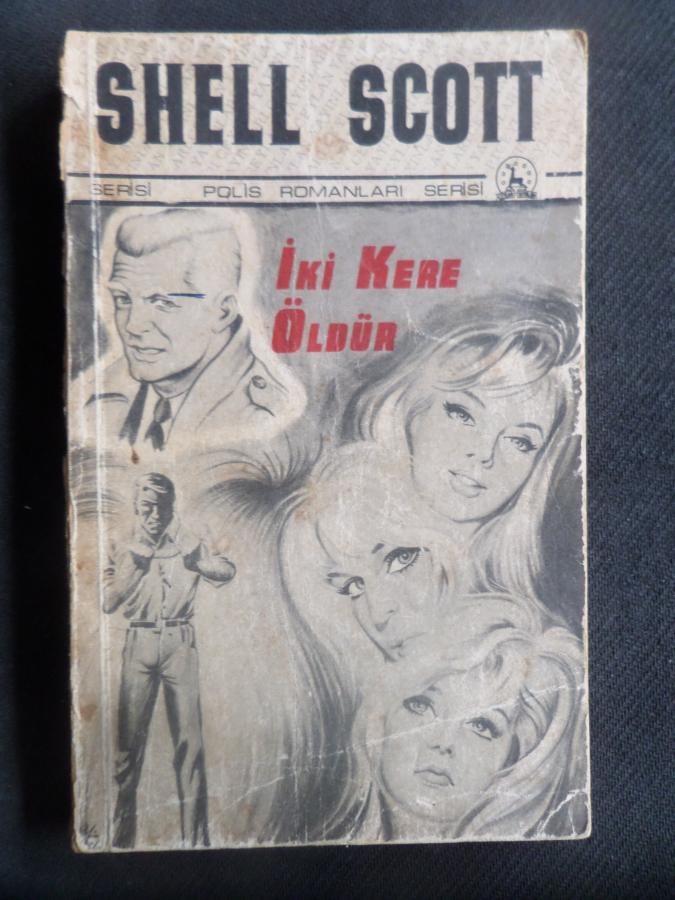 SHELL SCOTT
SERİSİ POLİS ROMANLARI SERİSİ
İKİ KERE
ÖLDÜR